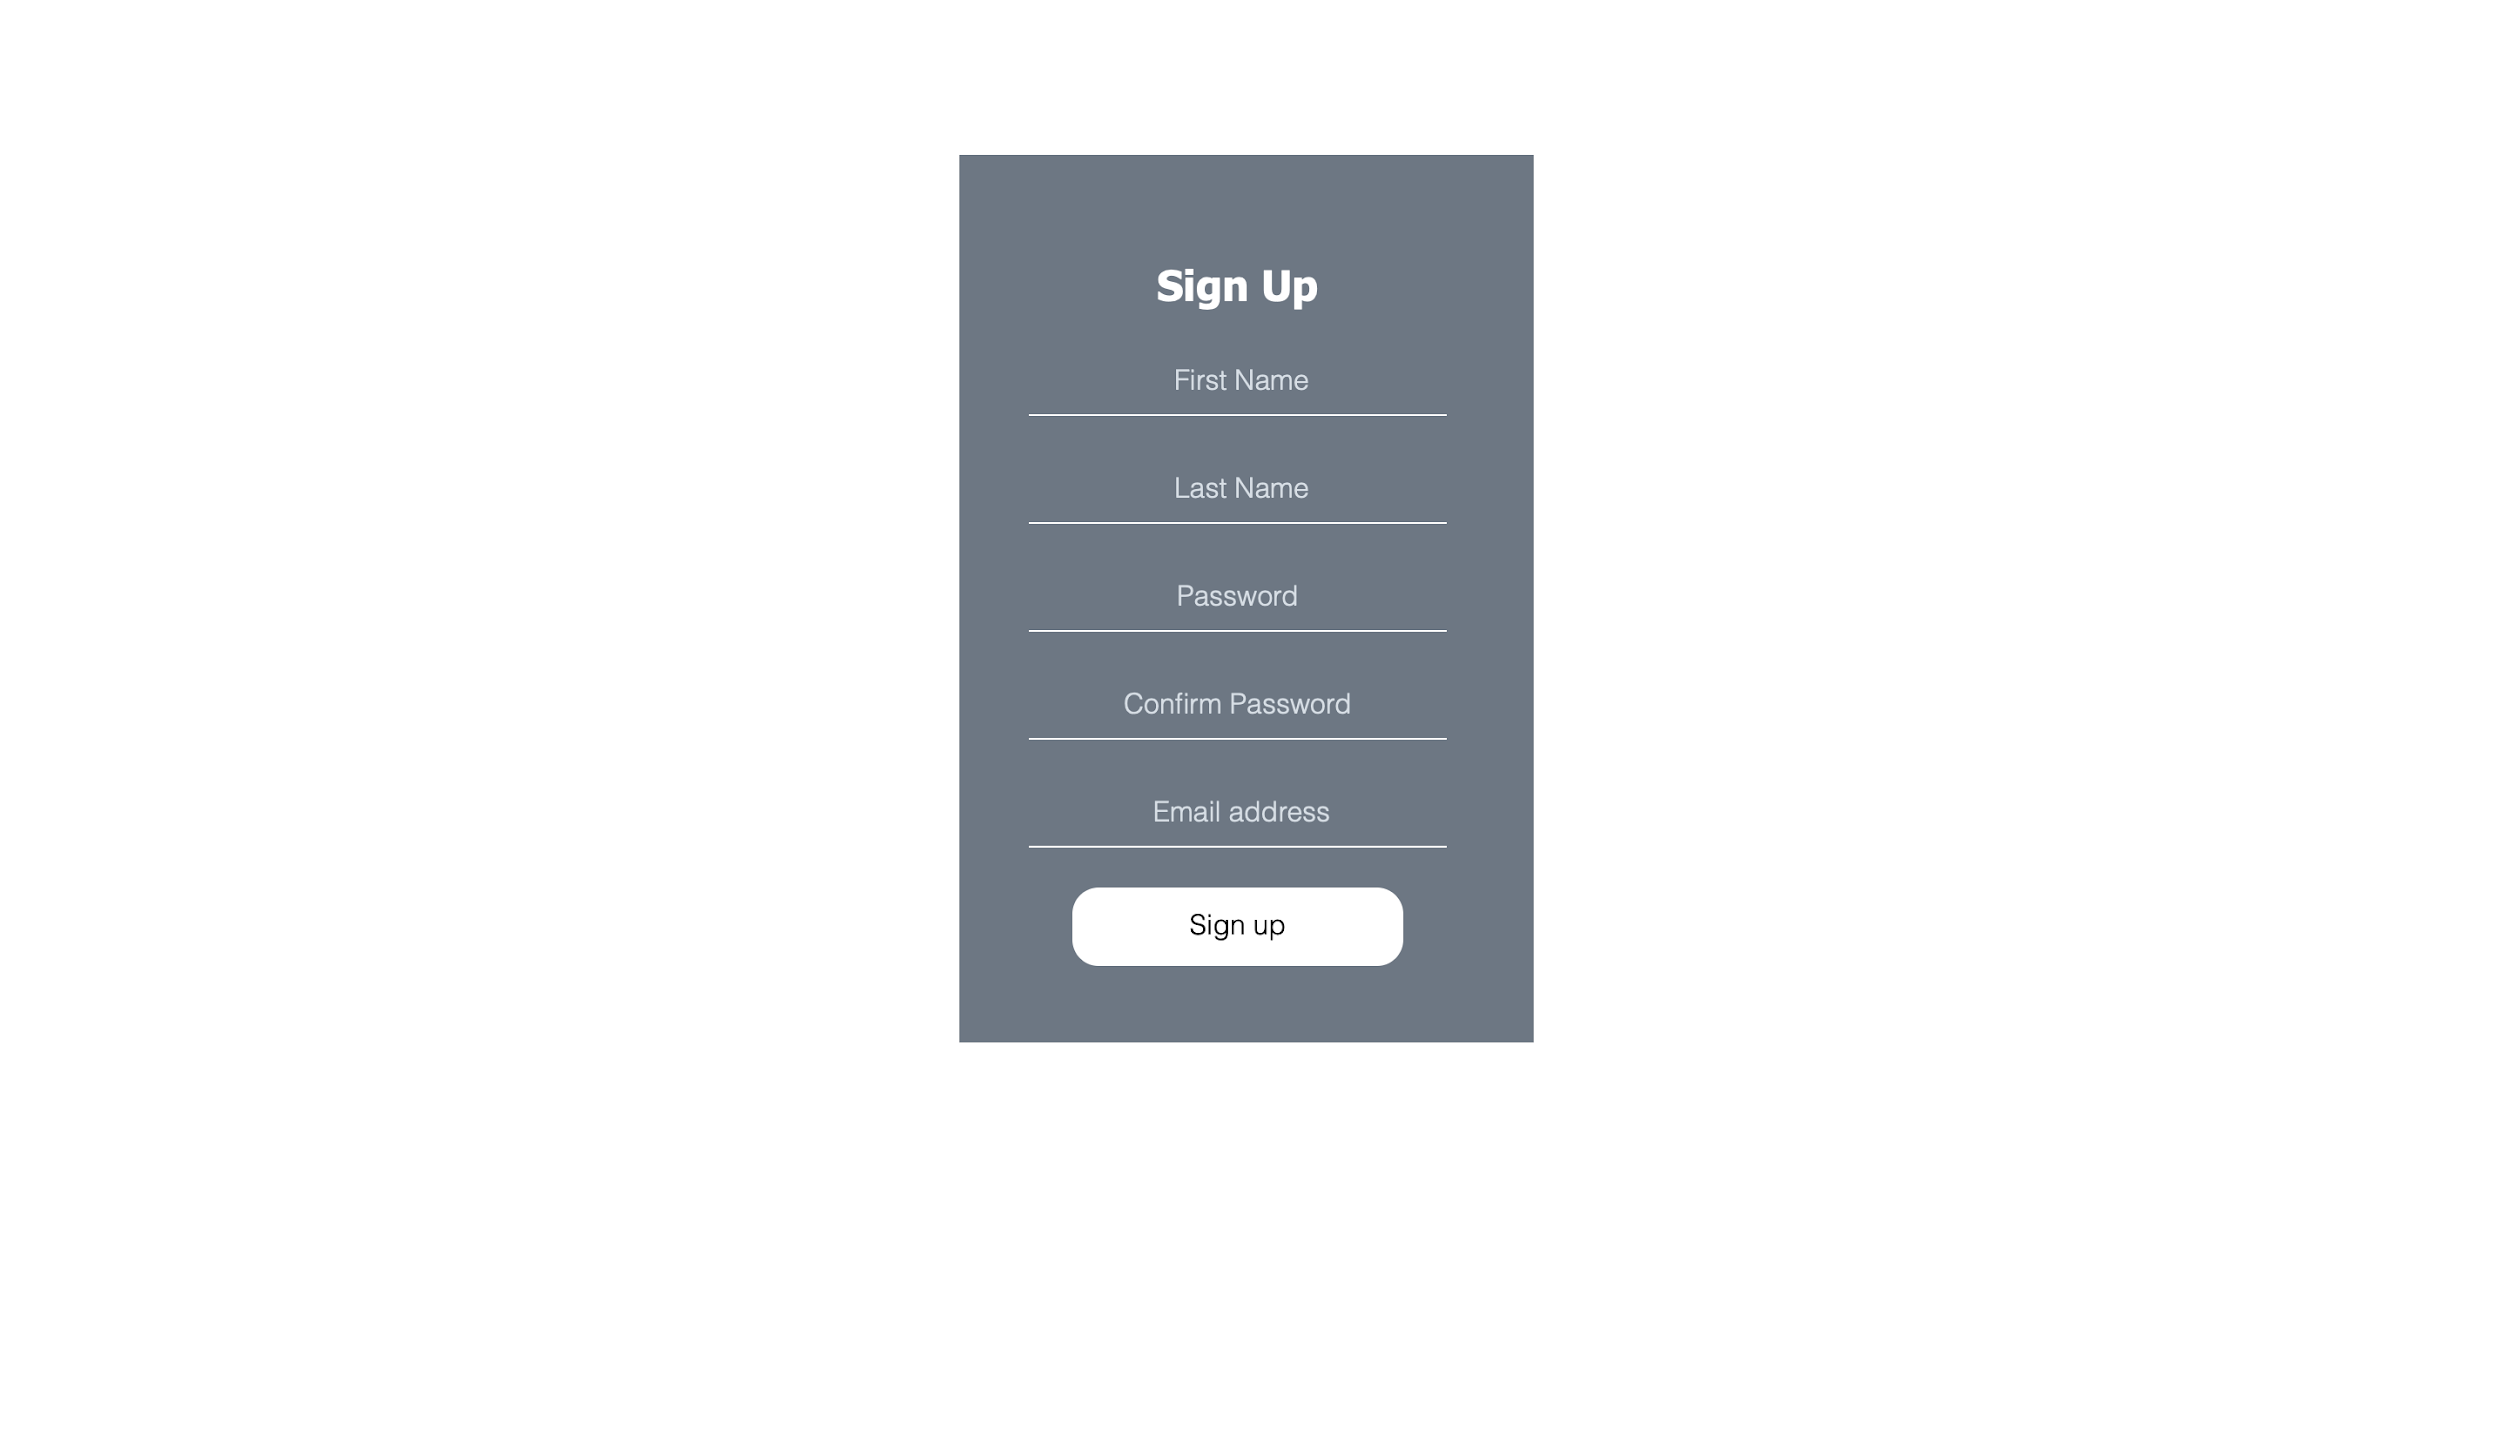 Sign Up
First Name
Last Name
Password
Confirm Password
Email address
Sign up